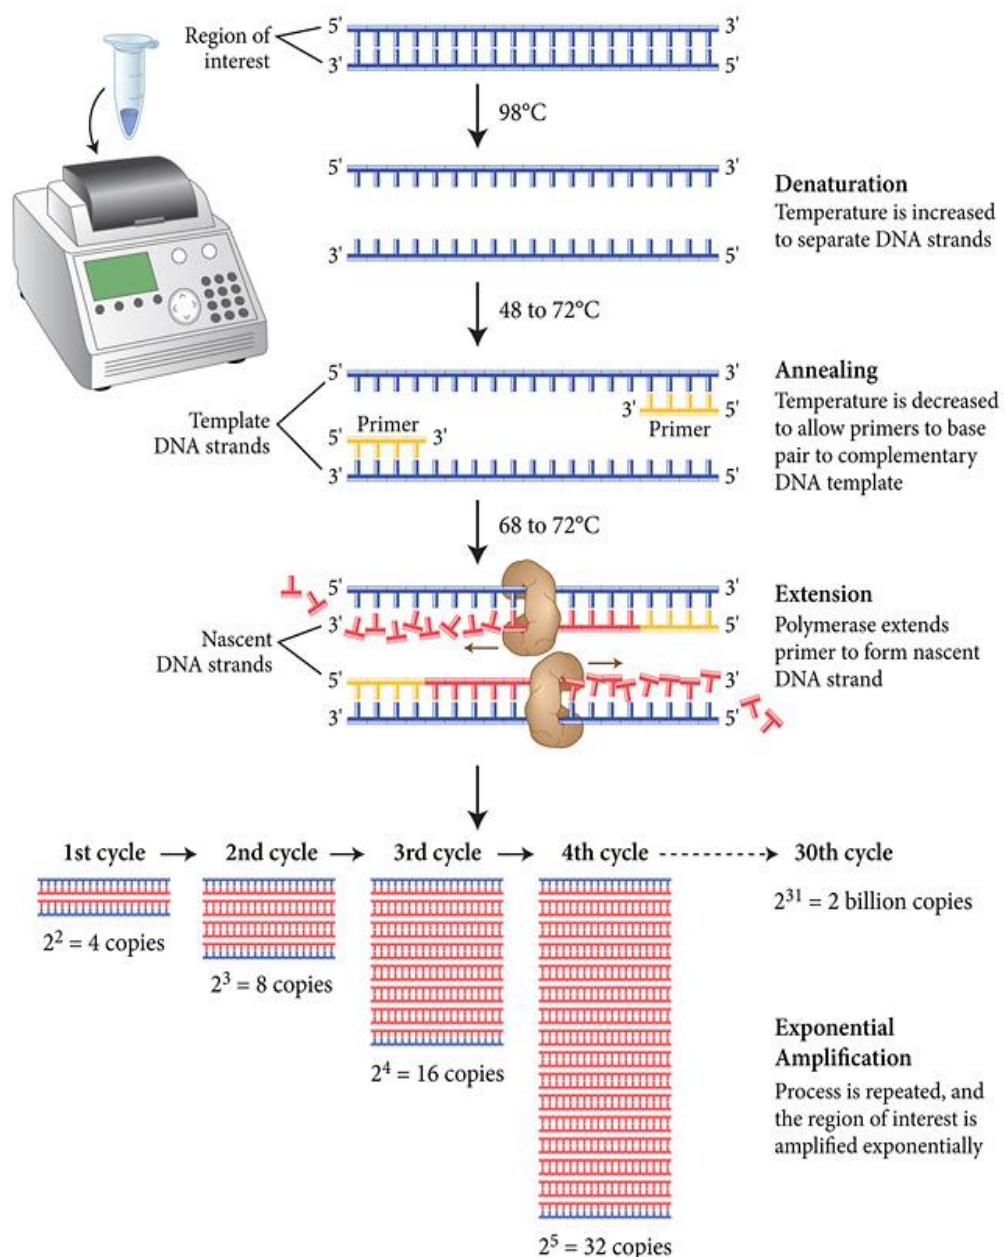 Region of
interest
5' 3'
3' 5'
98°C
5' 3'
3' 5'
Denaturation
Temperature is increased
to separate DNA strands
48 to 72°C
5' 3'
3' 5'
Primer
Template
DNA strands
5' Primer 3'
3' 5'
Annealing
Temperature is decreased
to allow primers to base
pair to complementary
DNA template
68 to 72°C
5' 3'
3' 5'
Nascent
DNA strands
5' 3'
3' 5'
Extension
Polymerase extends
primer to form nascent
DNA strand
1st cycle
2² = 4 copies
2nd cycle
2³ = 8 copies
3rd cycle
2⁴ = 16 copies
4th cycle
2⁵ = 32 copies
30th cycle
2³¹ = 2 billion copies
Exponential
Amplification
Process is repeated, and
the region of interest is
amplified exponentially